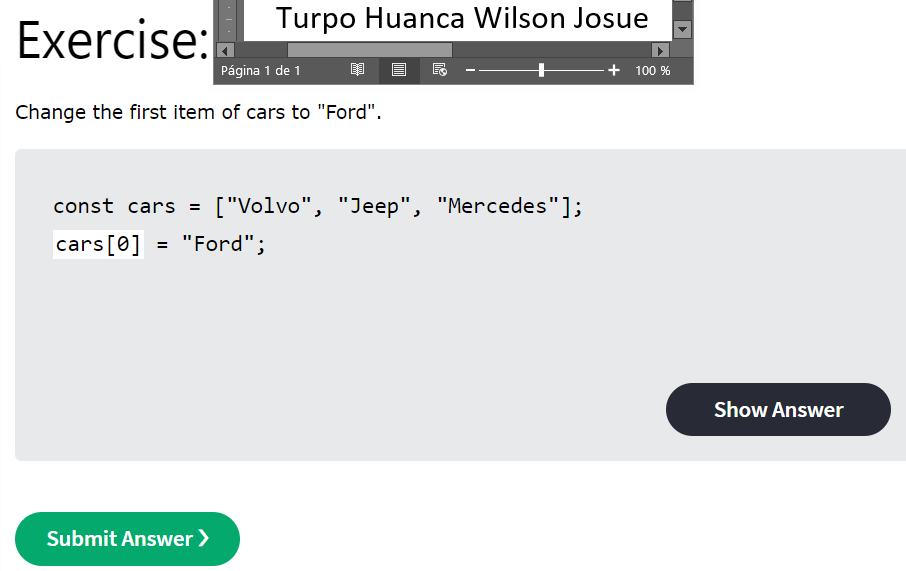 Turpo Huanca Wilson Josue
Exercise:
Página 1 de 1
100 %
Change the first item of cars to "Ford".
const cars = ["Volvo", "Jeep", "Mercedes"];
cars[0] = "Ford";
Show Answer
Submit Answer ❯